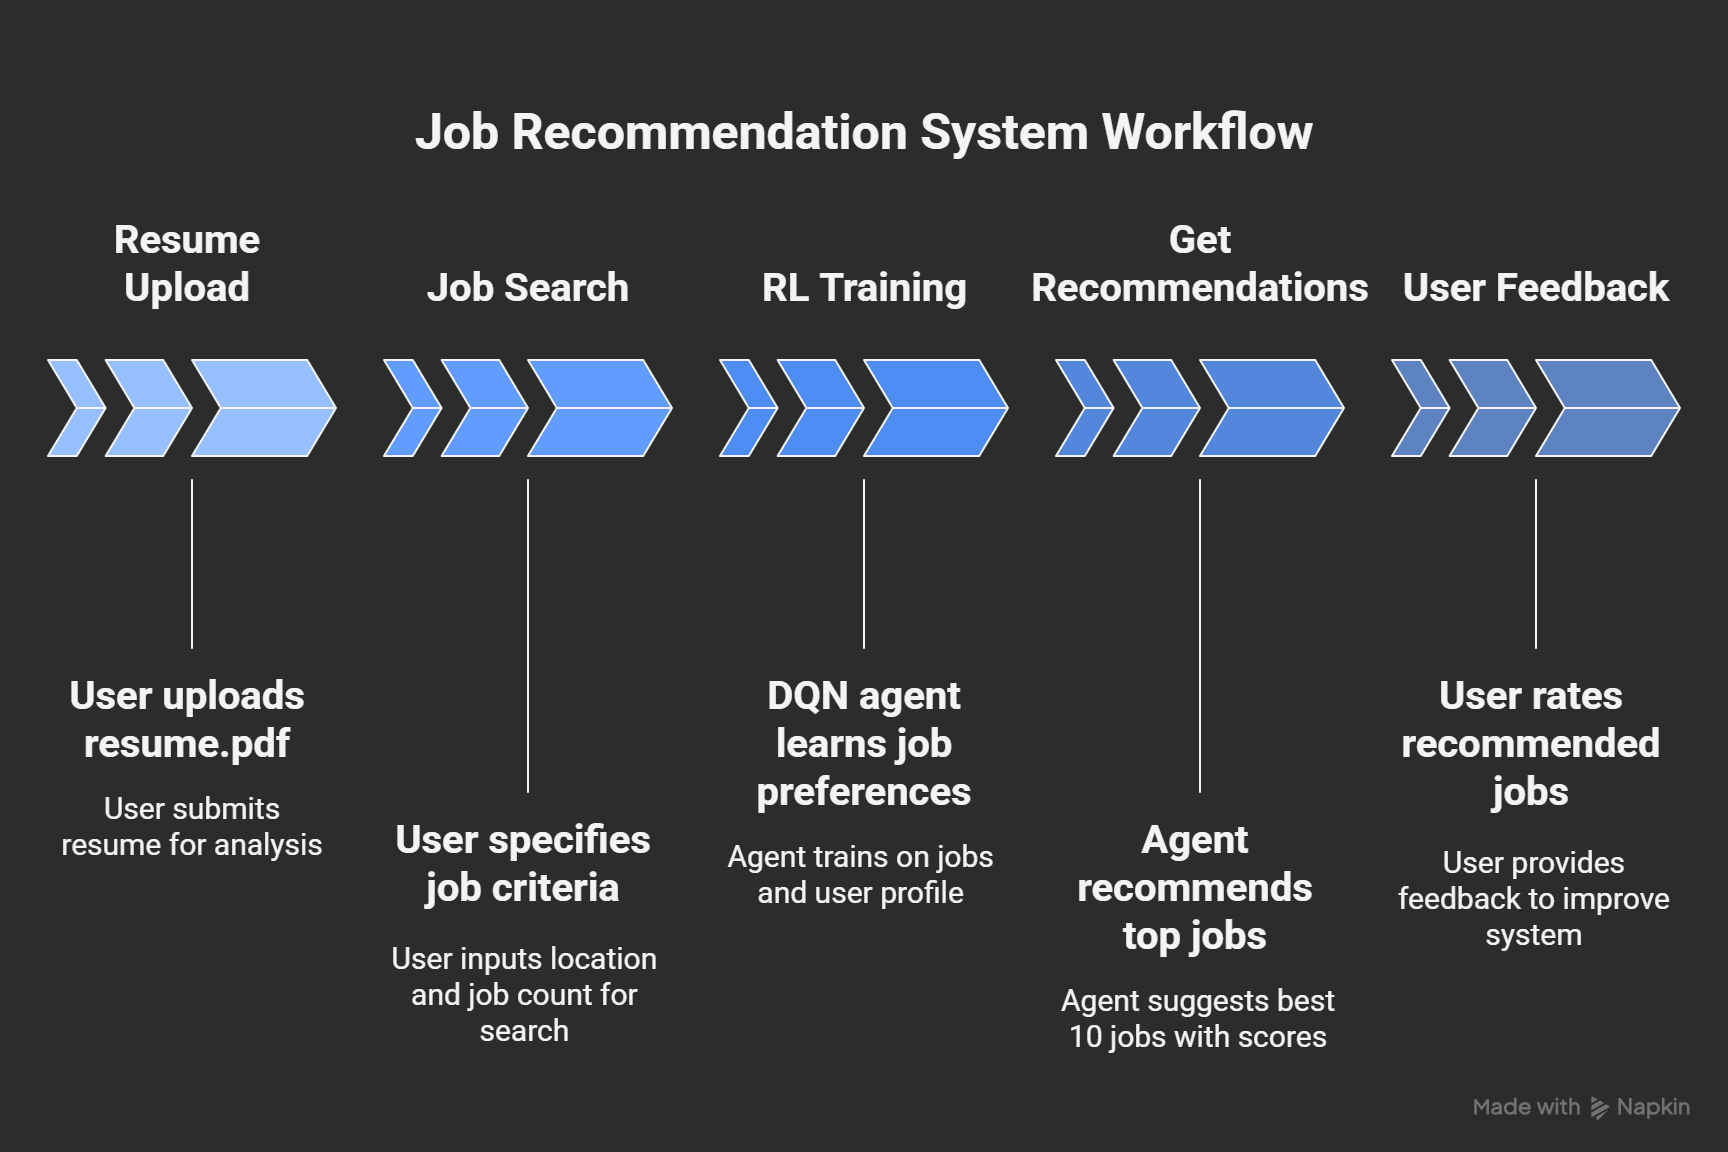 Job Recommendation System Workflow
Resume
Upload
Job Search
RL Training
Get
Recommendations
User Feedback
User uploads
resume.pdf
User submits
resume for analysis
User specifies
job criteria
User inputs location
and job count for
search
DQN agent
learns job
preferences
Agent trains on jobs
and user profile
Agent
recommends
top jobs
Agent suggests best
10 jobs with scores
User rates
recommended
jobs
User provides
feedback to improve
system
Made with Napkin